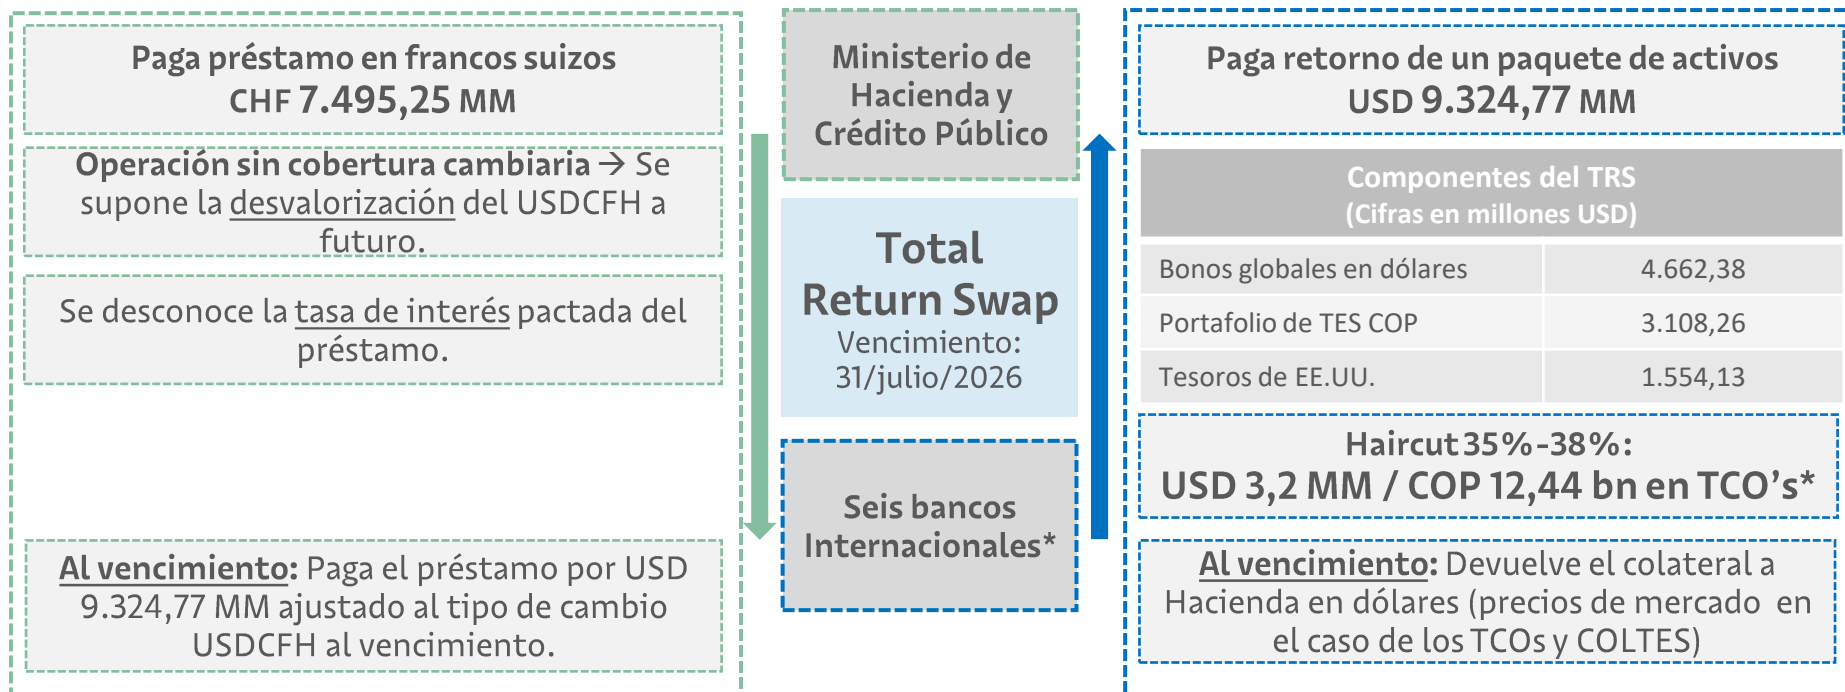 Paga préstamo en francos suizos
CHF 7.495,25 MM
Operación sin cobertura cambiaria → Se
supone la desvalorización del USDCFH a
futuro.
Se desconoce la tasa de interés pactada del
préstamo.
Al vencimiento: Paga el préstamo por USD
9.324,77 MM ajustado al tipo de cambio
USDCFH al vencimiento.
Ministerio de
Hacienda y
Crédito Público
Total
Return Swap
Vencimiento:
31/julio/2026
Seis bancos
Internacionales*
Paga retorno de un paquete de activos
USD 9.324,77 MM
Componentes del TRS
(Cifras en millones USD)
Bonos globales en dólares 4.662,38
Portafolio de TES COP 3.108,26
Tesoros de EE.UU. 1.554,13
Haircut 35%-38%:
USD 3,2 MM / COP 12,44 bn en TCO’s*
Al vencimiento: Devuelve el colateral a
Hacienda en dólares (precios de mercado en
el caso de los TCOs y COLTES)